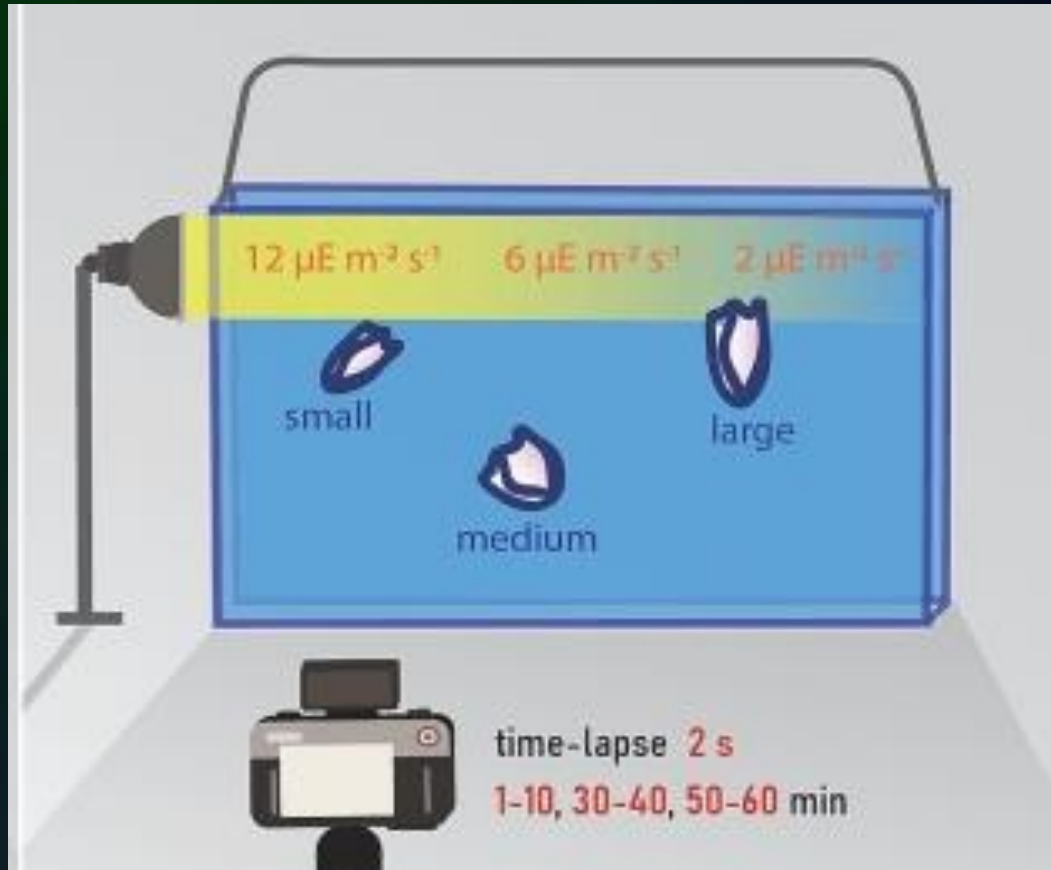 12 µE m⁻² s⁻¹ 6 µE m⁻² s⁻¹ 2 µE m⁻² s⁻¹
small
large
medium
time-lapse 2 s
1-10, 30-40, 50-60 min